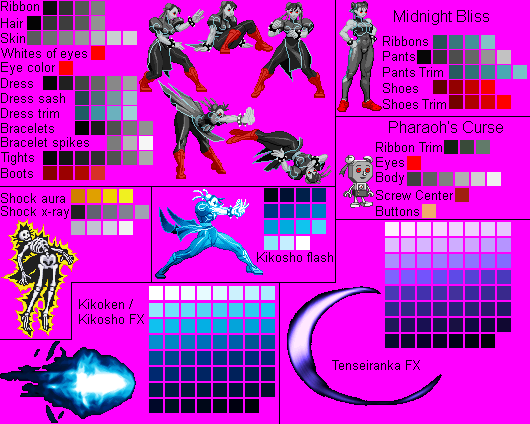 Ribbon
Hair
Skin
Whites of eyes
Eye color
Dress
Dress sash
Dress trim
Bracelets
Bracelet spikes
Tights
Boots
Midnight Bliss
Ribbons
Pants
Pants Trim
Shoes
Shoes Trim
Pharaoh's Curse
Ribbon Trim
Eyes
Body
Screw Center
Buttons
Shock aura
Shock x-ray
Kikosho flash
Kikoken /
Kikosho FX
Tenseiranka FX